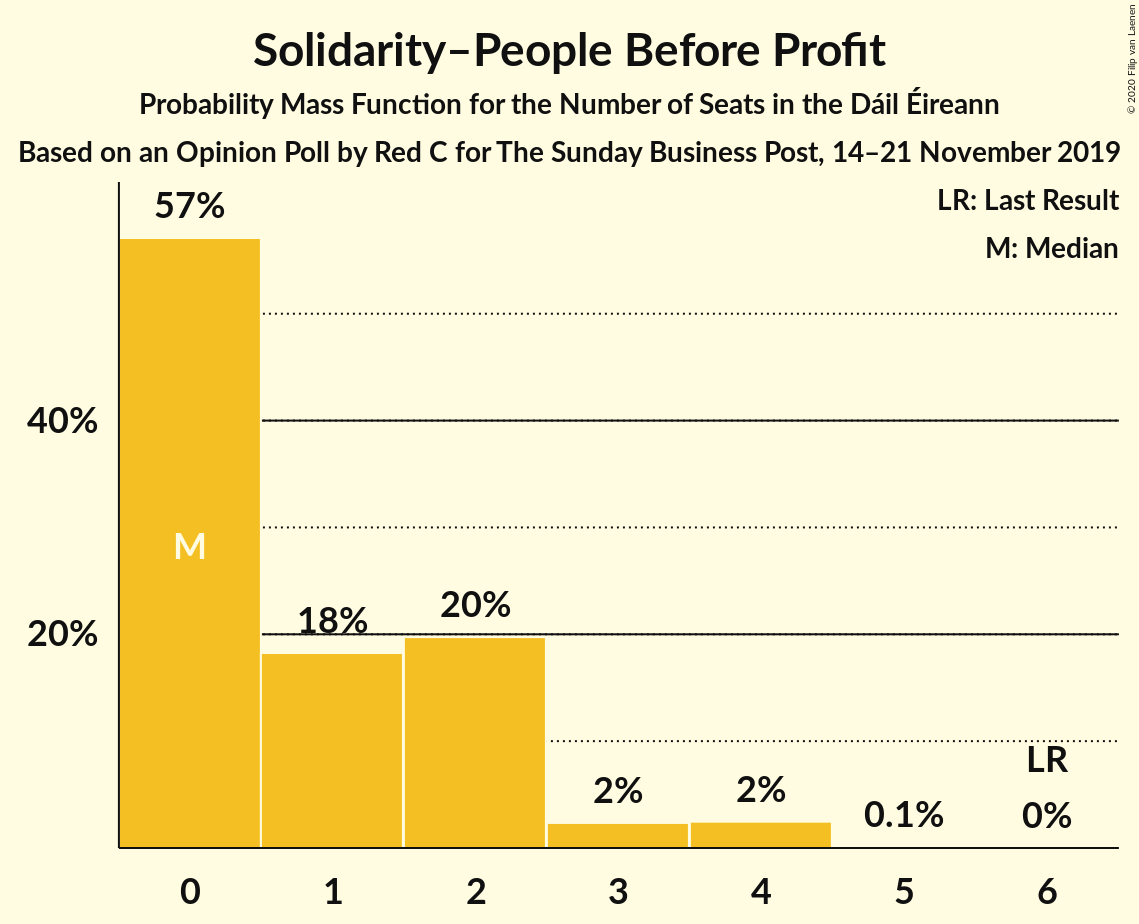 Solidarity–People Before Profit
Probability Mass Function for the Number of Seats in the Dáil Éireann
Based on an Opinion Poll by Red C for The Sunday Business Post, 14–21 November 2019
© 2020 Filip van Laenen
LR: Last Result
M: Median
57%
40%
M
20%
18%
20%
2%
2%
0.1%
LR
0%
0 1 2 3 4 5 6